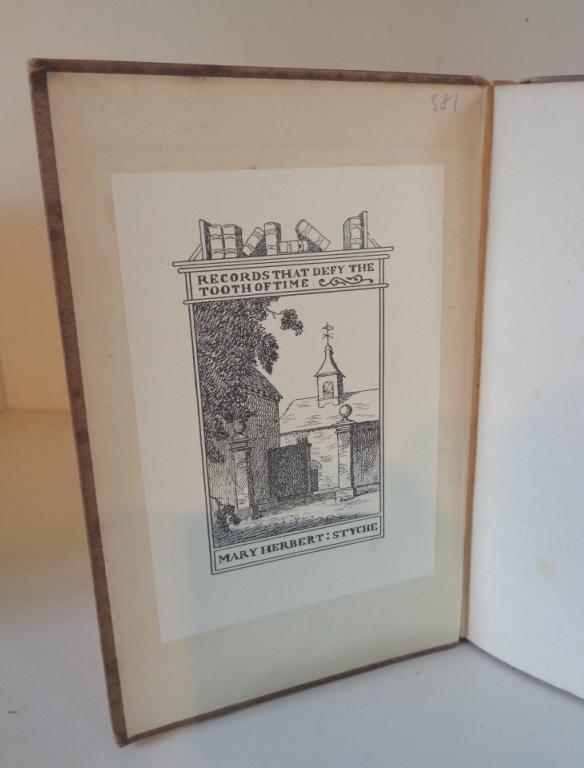 581
RECORDS THAT DEFY THE
TOOTH OF TIME
MARY HERBERT: STYCHE